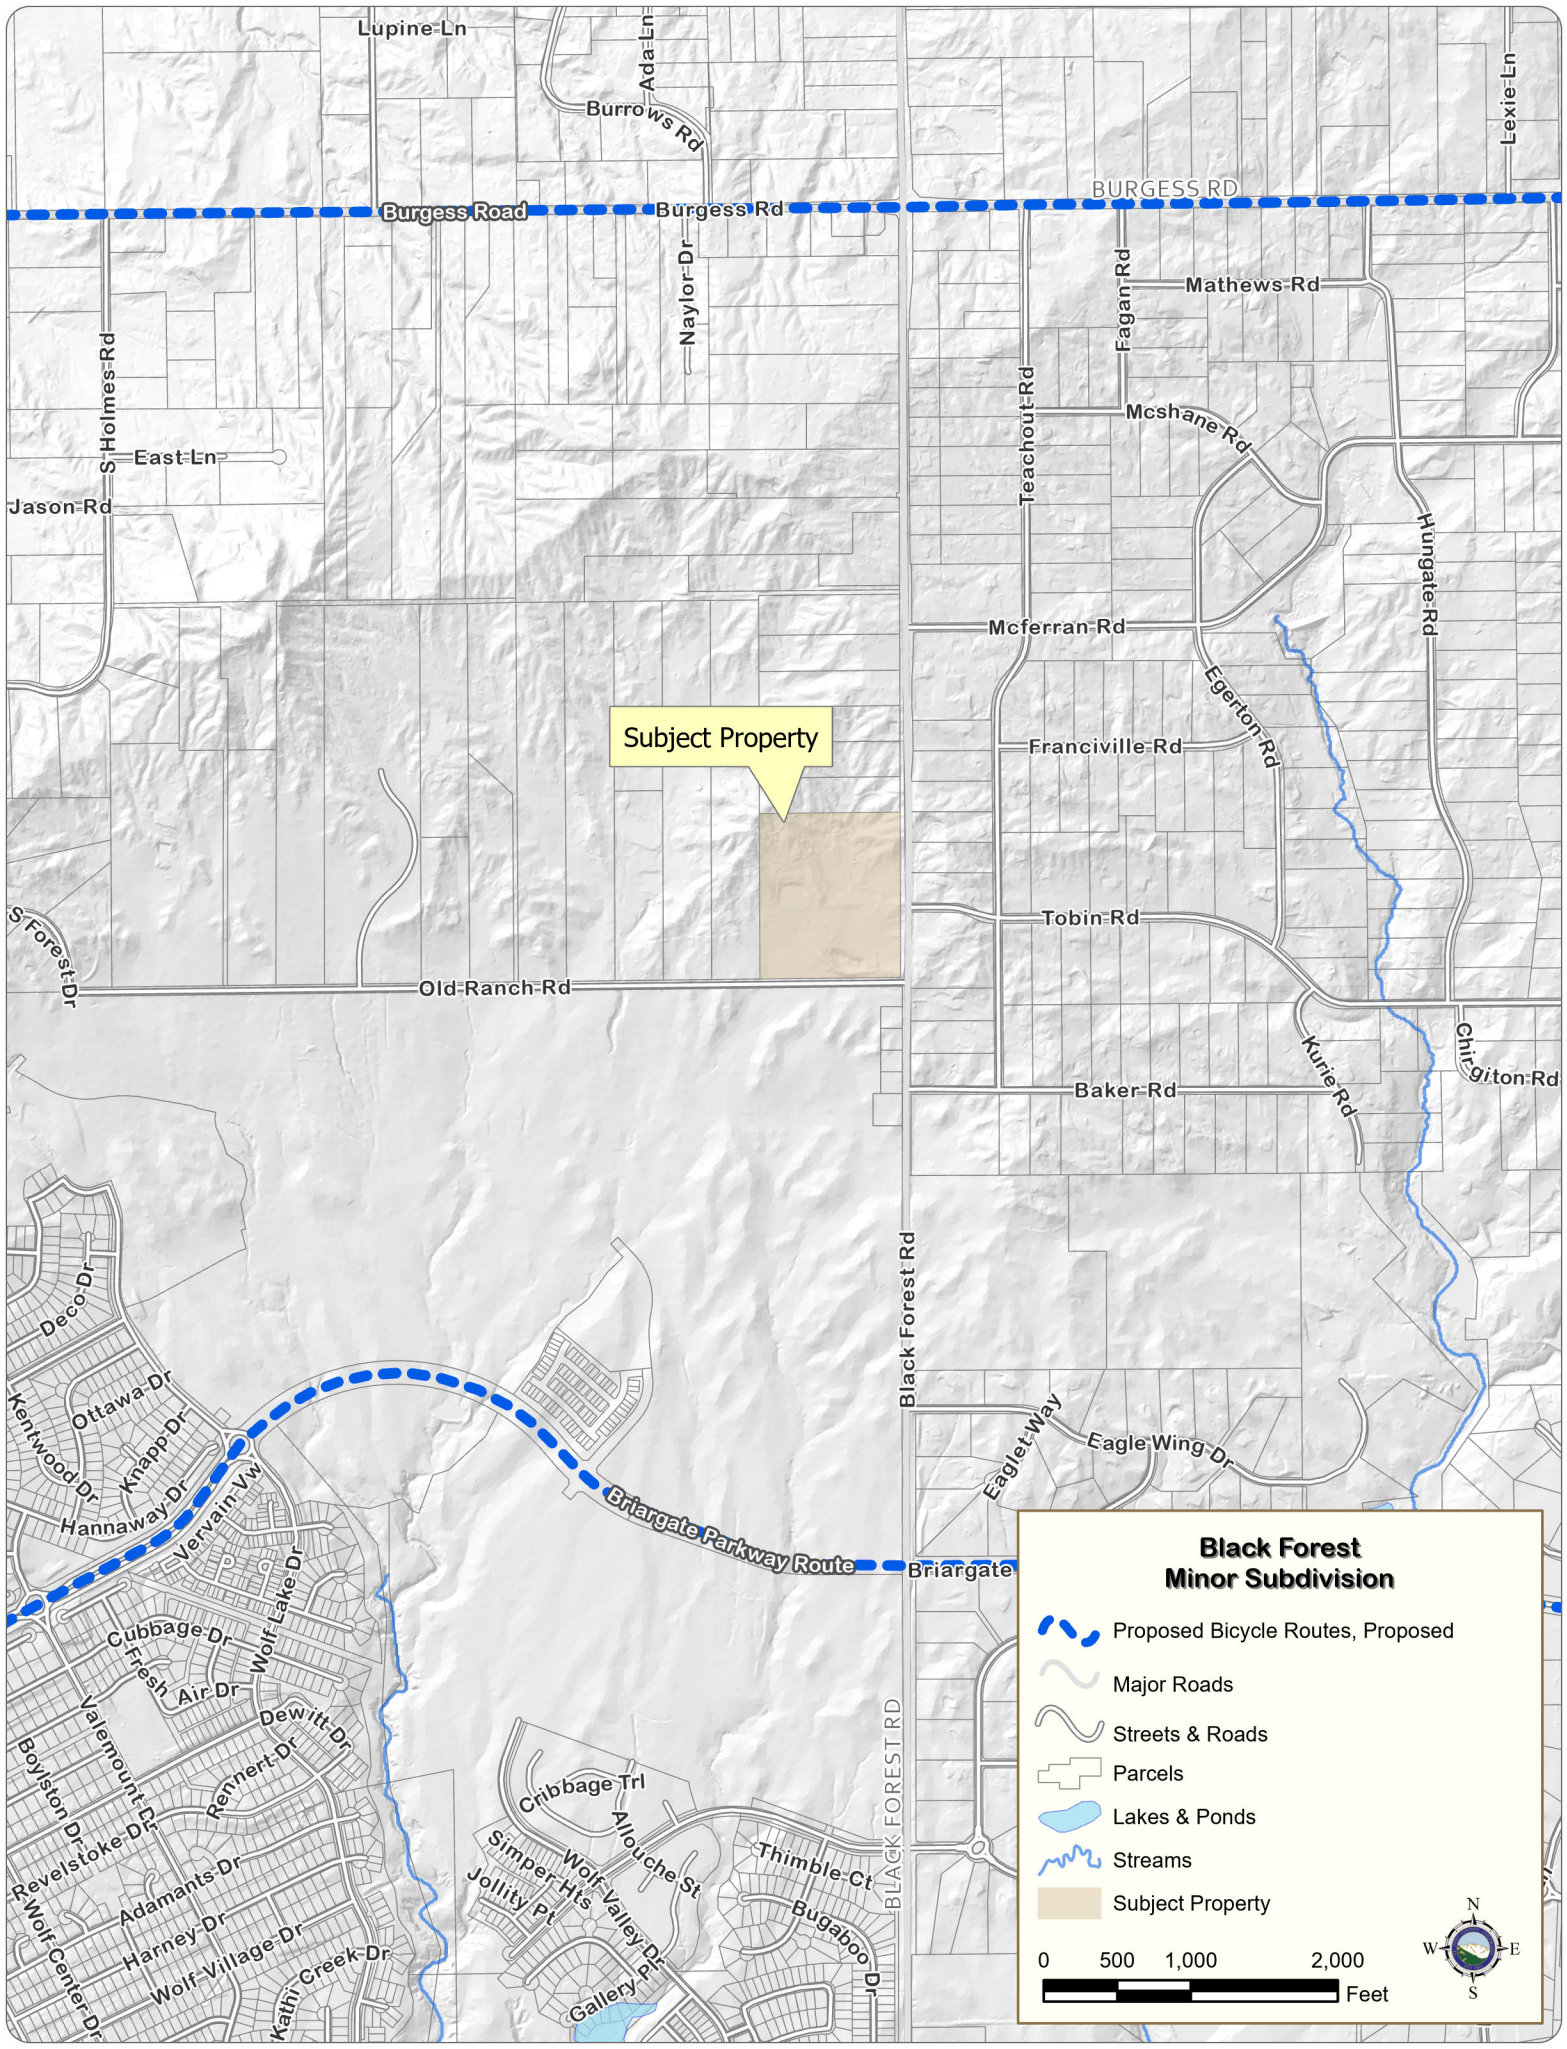 Lupine Ln
Ada Ln
Burrows Rd
Lexie Ln
BURGESS RD
Burgess Road
Burgess Rd
Naylor Dr
Fagan Rd
Mathews Rd
S Holmes Rd
Teachout Rd
Mcshane Rd
East Ln
Jason Rd
Hungate Rd
Mcferran Rd
Egerton Rd
Franciville Rd
Subject Property
Tobin Rd
S Forest Dr
Old Ranch Rd
Kurie Rd
Chirgiton Rd
Baker Rd
Black Forest Rd
Deco Dr
Ottawa Dr
Kentwood Dr
Knapp Dr
Hannaway Dr
Vervain Vw
Eaglet Way
Eagle Wing Dr
Briargate Parkway Route
Briargate
Wolf Lake Dr
Cubbage Dr
Fresh Air Dr
Valemount Dr
Dewitt Dr
Rennert Dr
Boylston Dr
Revelstoke Dr
Adamants Dr
Harney Dr
Wolf Village Dr
Wolf Center Dr
Kathi Creek Dr
Cribbage Trl
Allouche St
Simper Hts
Jollity Pt
Wolf Valley Dr
Gallery Pl
Thimble Ct
Bugaboo Dr
BLACK FOREST RD
Black Forest
Minor Subdivision
Proposed Bicycle Routes, Proposed
Major Roads
Streets & Roads
Parcels
Lakes & Ponds
Streams
Subject Property
N
W E
S
0 500 1,000 2,000
Feet